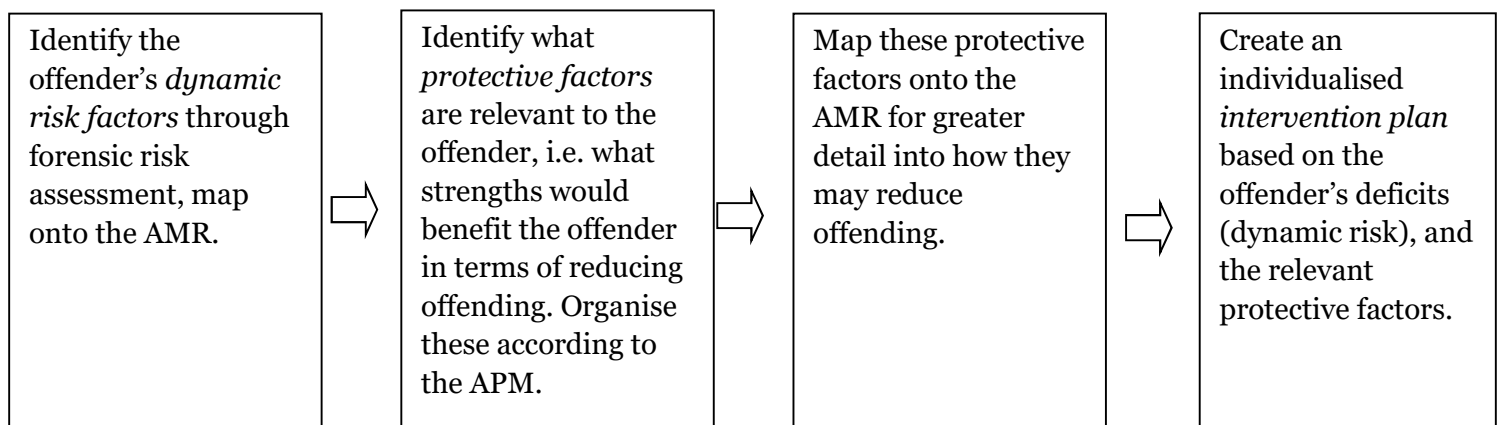 Identify the
offender's dynamic
risk factors through
forensic risk
assessment, map
onto the AMR.
Identify what
protective factors
are relevant to the
offender, i.e. what
strengths would
benefit the offender
in terms of reducing
offending. Organise
these according to
the APM.
Map these protective
factors onto the
AMR for greater
detail into how they
may reduce
offending.
Create an
individualised
intervention plan
based on the
offender's deficits
(dynamic risk), and
the relevant
protective factors.